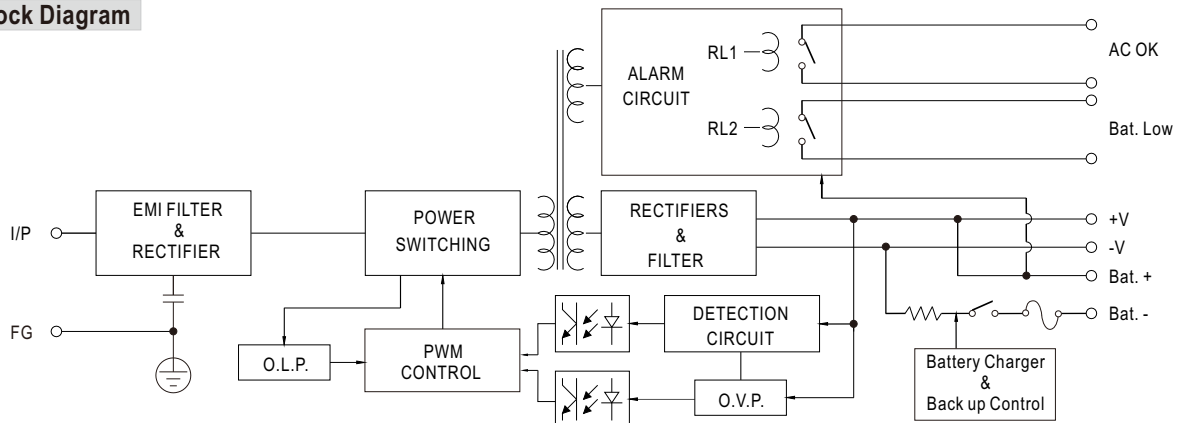 ock Diagram
RL1
AC OK
ALARM
CIRCUIT
RL2
Bat. Low
EMI FILTER
&
RECTIFIER
POWER
SWITCHING
RECTIFIERS
&
FILTER
I/P
+V
-V
Bat. +
Bat. -
FG
O.L.P.
PWM
CONTROL
DETECTION
CIRCUIT
O.V.P.
Battery Charger
&
Back up Control